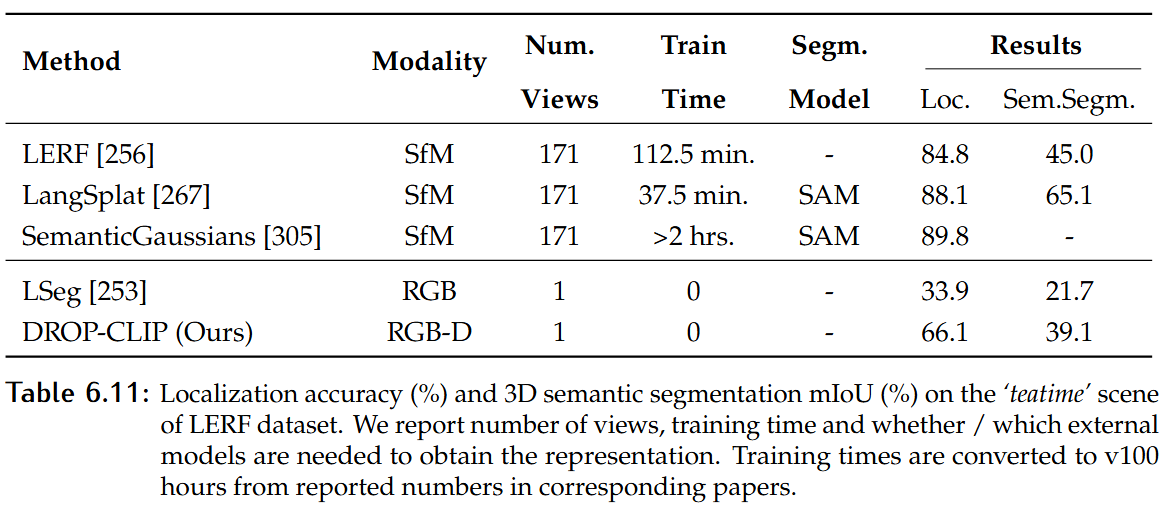 Method Modality Num. Views Train Time Segm. Model Results
Loc. Sem.Segm.
LERF [256] SfM 171 112.5 min. - 84.8 45.0
LangSplat [267] SfM 171 37.5 min. SAM 88.1 65.1
SemanticGaussians [305] SfM 171 >2 hrs. SAM 89.8 -
LSeg [253] RGB 1 0 - 33.9 21.7
DROP-CLIP (Ours) RGB-D 1 0 - 66.1 39.1
Table 6.11: Localization accuracy (%) and 3D semantic segmentation mIoU (%) on the ‘teatime’ scene
of LERF dataset. We report number of views, training time and whether / which external
models are needed to obtain the representation. Training times are converted to v100
hours from reported numbers in corresponding papers.